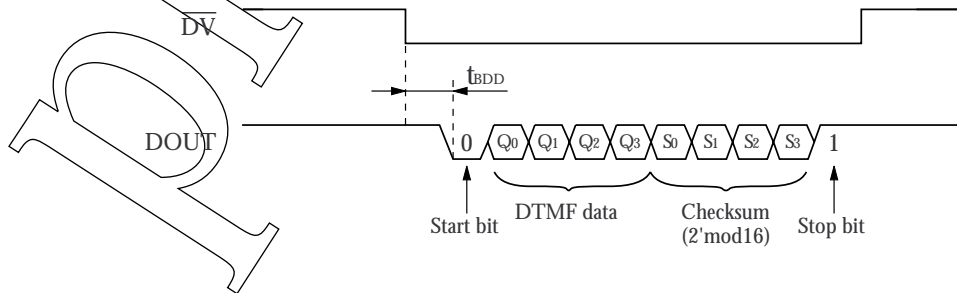 DV
tBDD
DOUT
0 Q0 Q1 Q2 Q3 S0 S1 S2 S3 1
Start bit
DTMF data
Checksum
(2'mod16)
Stop bit